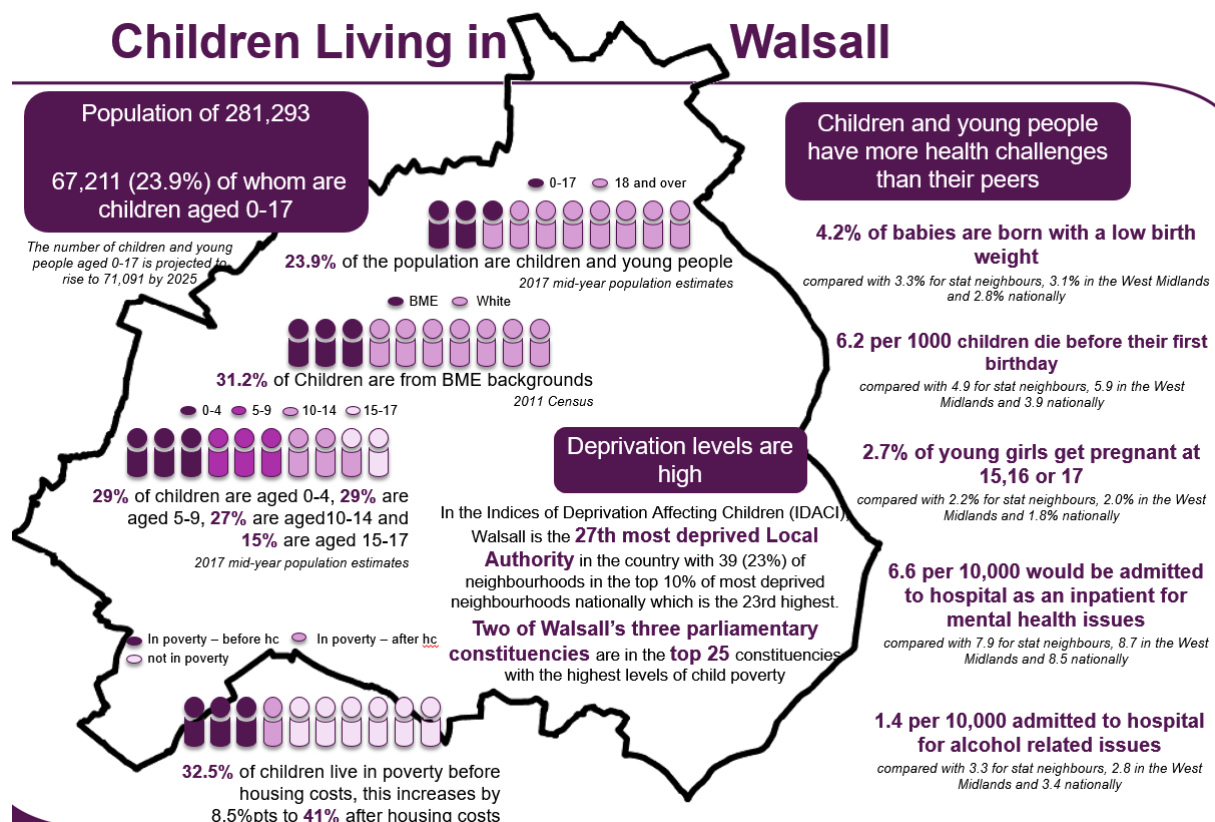 Children Living in Walsall
Population of 281,293
67,211 (23.9%) of whom are
children aged 0-17
The number of children and young
people aged 0-17 is projected to
rise to 71,091 by 2025
0-17 18 and over
23.9% of the population are children and young people
2017 mid-year population estimates
BME White
31.2% of Children are from BME backgrounds
2011 Census
0-4 5-9 10-14 15-17
29% of children are aged 0-4, 29% are
aged 5-9, 27% are aged10-14 and
15% are aged 15-17
2017 mid-year population estimates
In poverty – before hc In poverty – after hc
not in poverty
32.5% of children live in poverty before
housing costs, this increases by
8.5%pts to 41% after housing costs
Deprivation levels are
high
In the Indices of Deprivation Affecting Children (IDACI),
Walsall is the 27th most deprived Local
Authority in the country with 39 (23%) of
neighbourhoods in the top 10% of most deprived
neighbourhoods nationally which is the 23rd highest.
Two of Walsall's three parliamentary
constituencies are in the top 25 constituencies
with the highest levels of child poverty
Children and young people
have more health challenges
than their peers
4.2% of babies are born with a low birth
weight
compared with 3.3% for stat neighbours, 3.1% in the West Midlands
and 2.8% nationally
6.2 per 1000 children die before their first
birthday
compared with 4.9 for stat neighbours, 5.9 in the West
Midlands and 3.9 nationally
2.7% of young girls get pregnant at
15,16 or 17
compared with 2.2% for stat neighbours, 2.0% in the West
Midlands and 1.8% nationally
6.6 per 10,000 would be admitted
to hospital as an inpatient for
mental health issues
compared with 7.9 for stat neighbours, 8.7 in the West
Midlands and 8.5 nationally
1.4 per 10,000 admitted to hospital
for alcohol related issues
compared with 3.3 for stat neighbours, 2.8 in the West
Midlands and 3.4 nationally